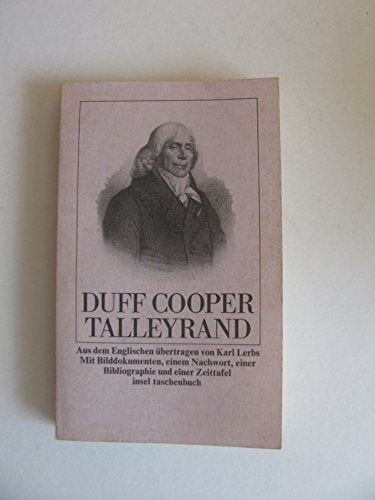 DUFF COOPER
TALLEYRAND
Aus dem Englischen übertragen von Karl Lerbs
Mit Bilddokumenten, einem Nachwort, einer
Bibliographie und einer Zeittafel
insel taschenbuch